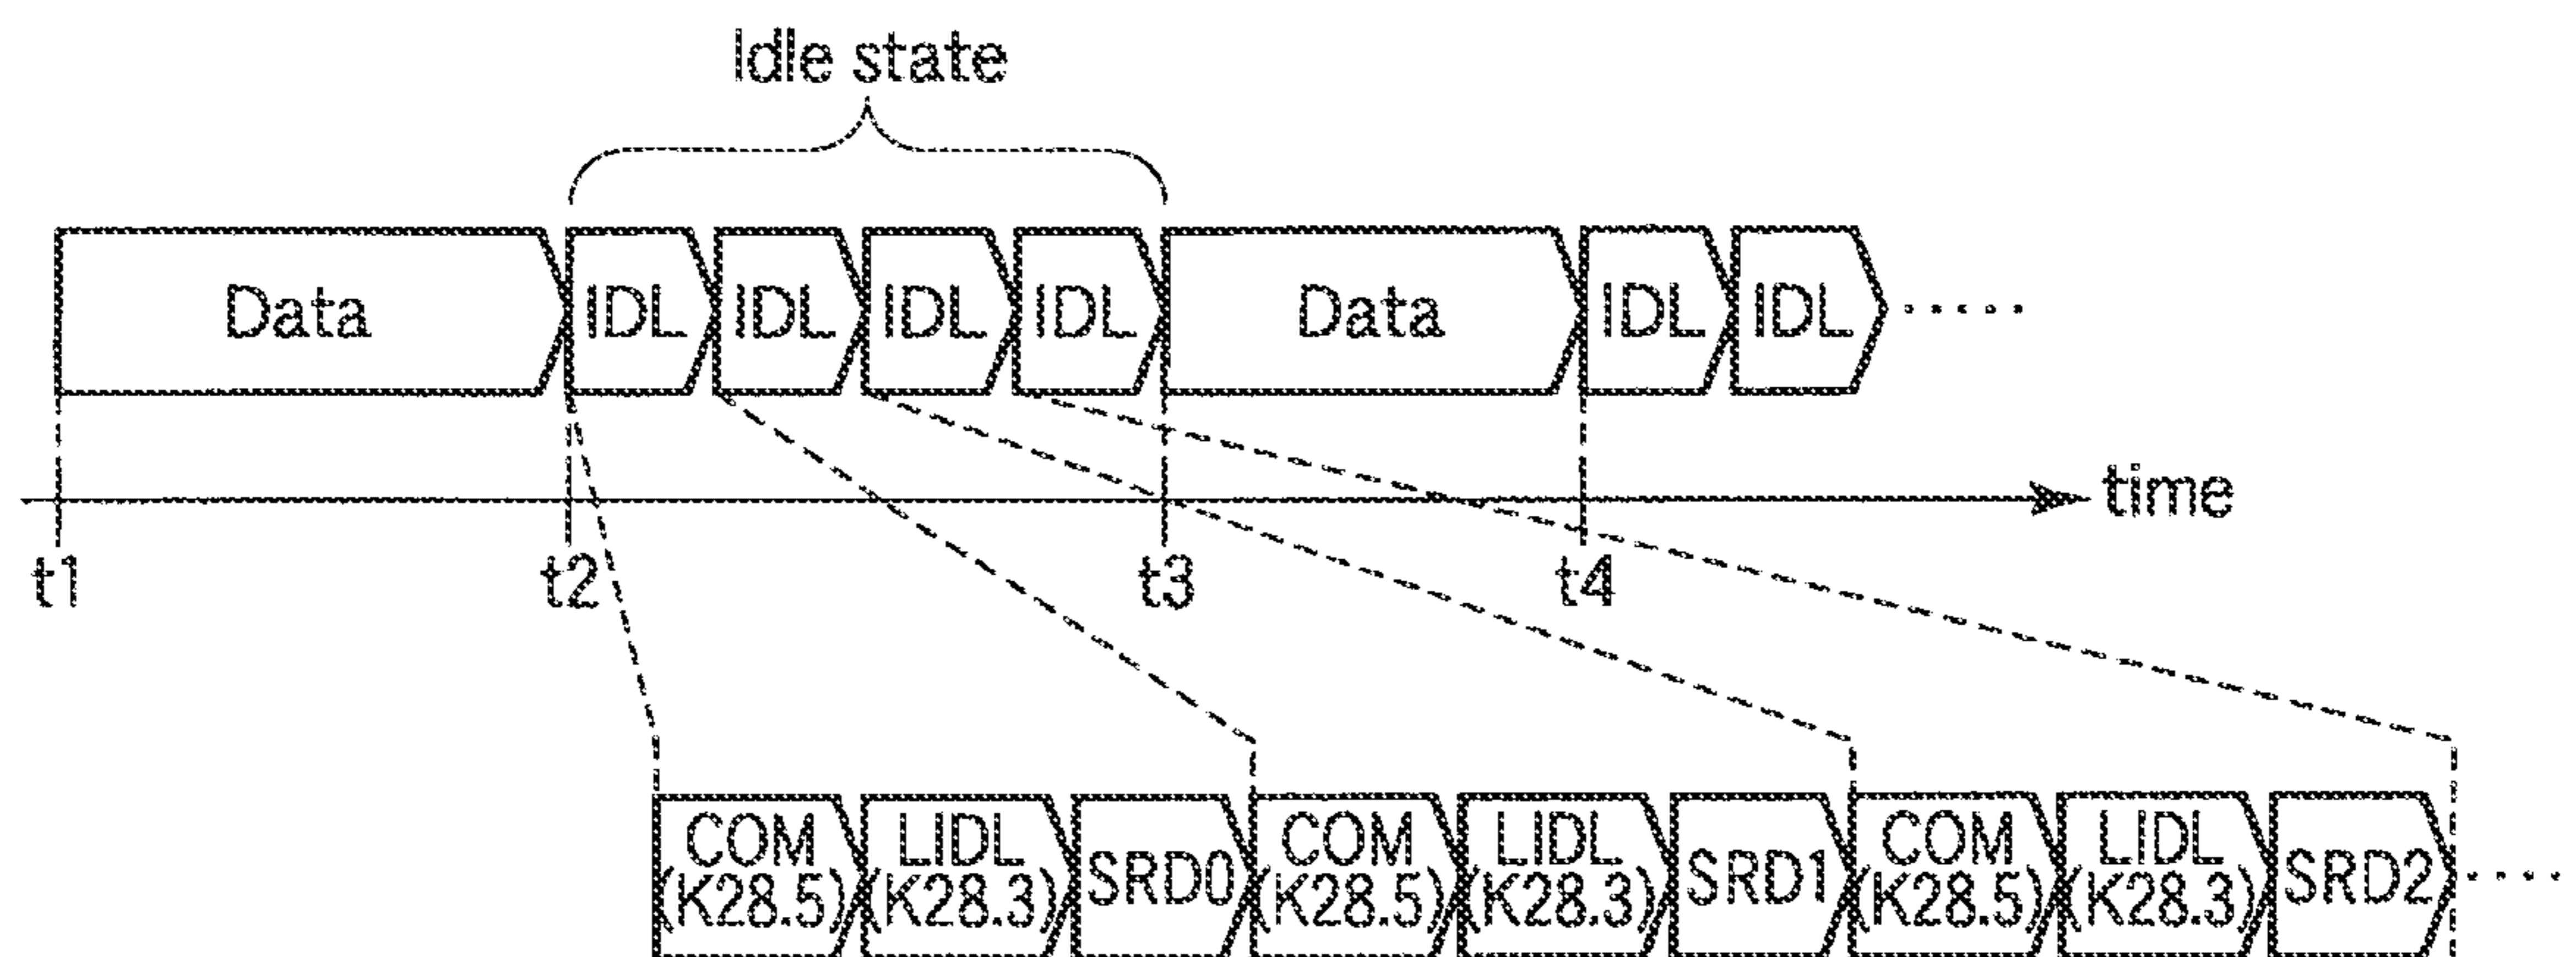 Idle state
Data IDL IDL IDL IDL Data IDL IDL .....
time
t1 t2 t3 t4
COM LIDL COM LIDL COM LIDL
(K28.5) (K28.3) SRD0 (K28.5) (K28.3) SRD1 (K28.5) (K28.3) SRD2 ....